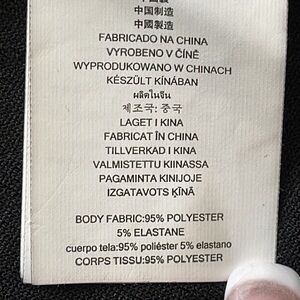 中国制造
中國製造
FABRICADO NA CHINA
VYROBENO V ČÍNĚ
WYPRODUKOWANO W CHINACH
KÉSZÜLT KÍNÁBAN
ผลิตในจีน
제조국: 중국
LAGET I KINA
FABRICAT ÎN CHINA
TILLVERKAD I KINA
VALMISTETTU KIINASSA
PAGAMINTA KINIJOJE
IZGATAVOTS ĶĪNĀ
BODY FABRIC:95% POLYESTER
5% ELASTANE
cuerpo tela:95% poliéster 5% elastano
CORPS TISSU:95% POLYESTER